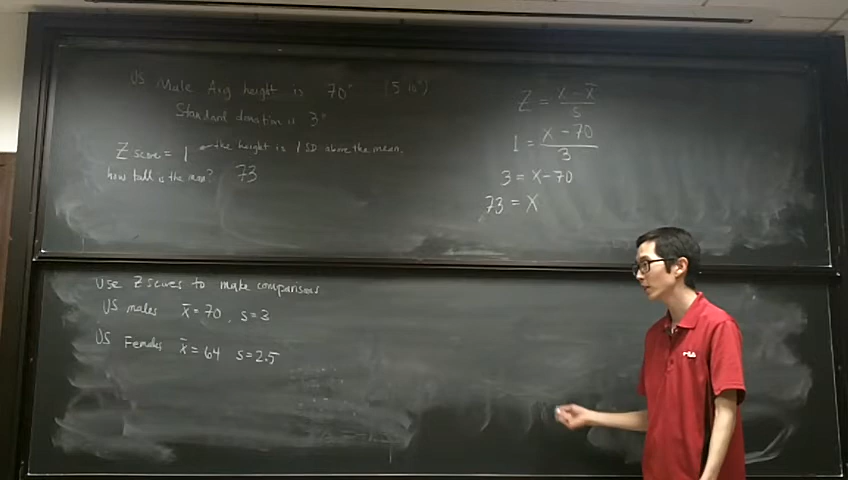 US Male Avg height is 70" (5'10")
Standard deviation is 3"
Z score = 1 the height is 1 SD above the mean.
how tall is the man? 73
Z = x - x̄ / s
1 = x - 70 / 3
3 = x - 70
73 = x
Use Z scores to make comparisons
US males x̄ = 70, s = 3
US Females x̄ = 64 s = 2.5
FILA